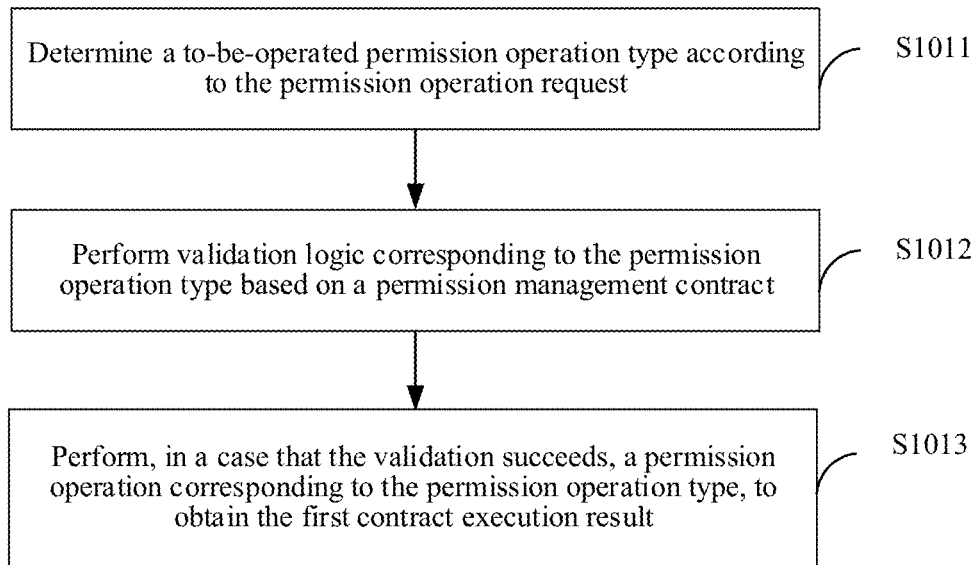 Determine a to-be-operated permission operation type according
to the permission operation request
S1011
Perform validation logic corresponding to the permission
operation type based on a permission management contract
S1012
Perform, in a case that the validation succeeds, a permission
operation corresponding to the permission operation type, to
obtain the first contract execution result
S1013